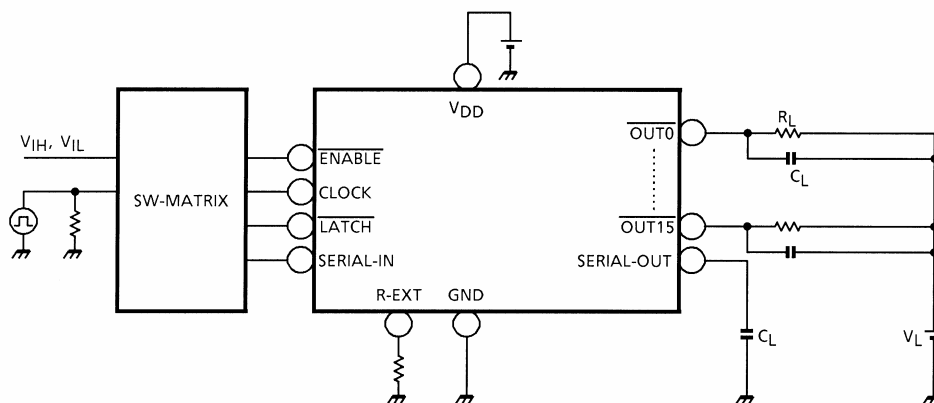 VDD
VIH, VIL
SW-MATRIX
ENABLE
CLOCK
LATCH
SERIAL-IN
R-EXT
GND
OUT0
OUT15
SERIAL-OUT
RL
CL
CL
VL